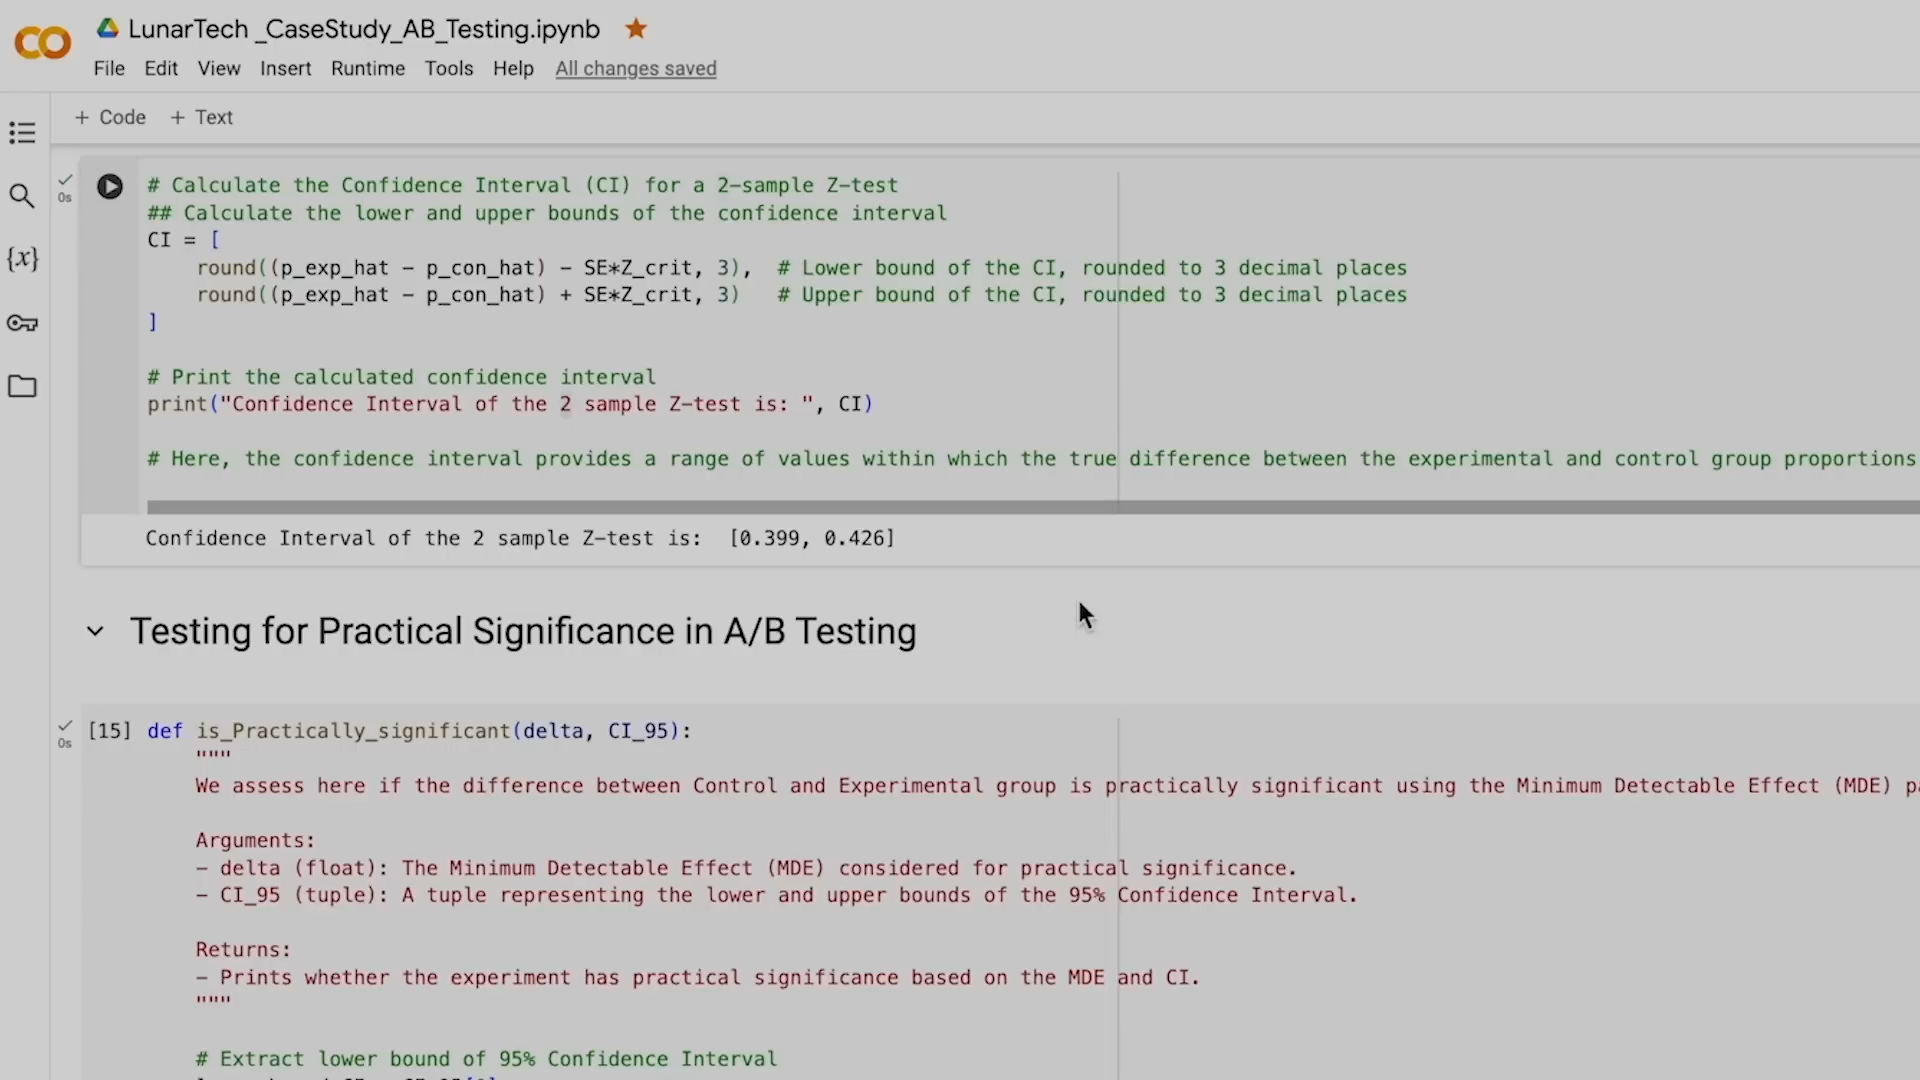 LunarTech _CaseStudy_AB_Testing.ipynb
File Edit View Insert Runtime Tools Help All changes saved
+ Code + Text
0s
# Calculate the Confidence Interval (CI) for a 2-sample Z-test
## Calculate the lower and upper bounds of the confidence interval
CI = [
    round((p_exp_hat - p_con_hat) - SE*Z_crit, 3),  # Lower bound of the CI, rounded to 3 decimal places
    round((p_exp_hat - p_con_hat) + SE*Z_crit, 3)   # Upper bound of the CI, rounded to 3 decimal places
]
# Print the calculated confidence interval
print("Confidence Interval of the 2 sample Z-test is: ", CI)
# Here, the confidence interval provides a range of values within which the true difference between the experimental and control group proportions
Confidence Interval of the 2 sample Z-test is:  [0.399, 0.426]
Testing for Practical Significance in A/B Testing
0s
[15] def is_Practically_significant(delta, CI_95):
    """
    We assess here if the difference between Control and Experimental group is practically significant using the Minimum Detectable Effect (MDE)
    Arguments:
    - delta (float): The Minimum Detectable Effect (MDE) considered for practical significance.
    - CI_95 (tuple): A tuple representing the lower and upper bounds of the 95% Confidence Interval.
    Returns:
    - Prints whether the experiment has practical significance based on the MDE and CI.
    """
    # Extract lower bound of 95% Confidence Interval